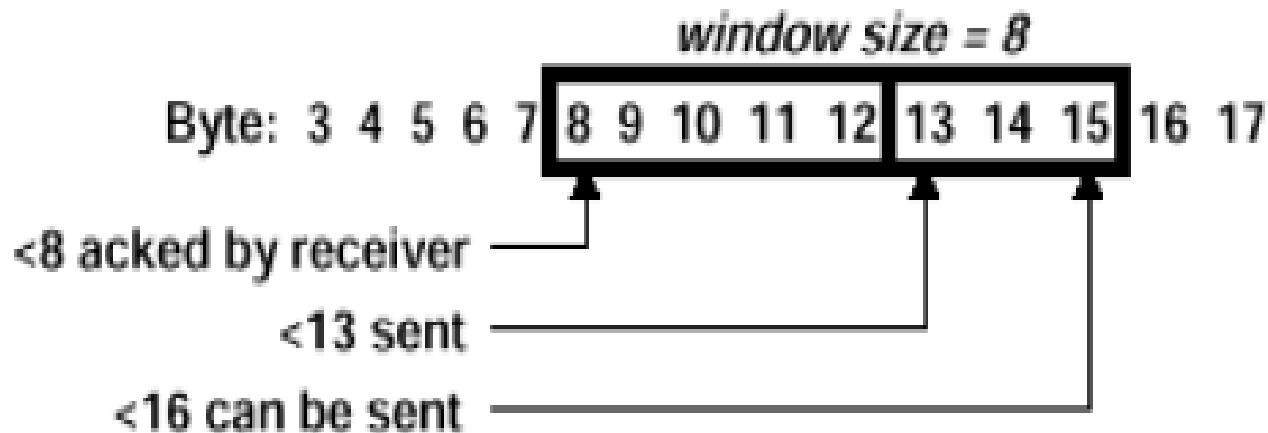 window size = 8
Byte: 3 4 5 6 7 8 9 10 11 12 13 14 15 16 17
<8 acked by receiver
<13 sent
<16 can be sent